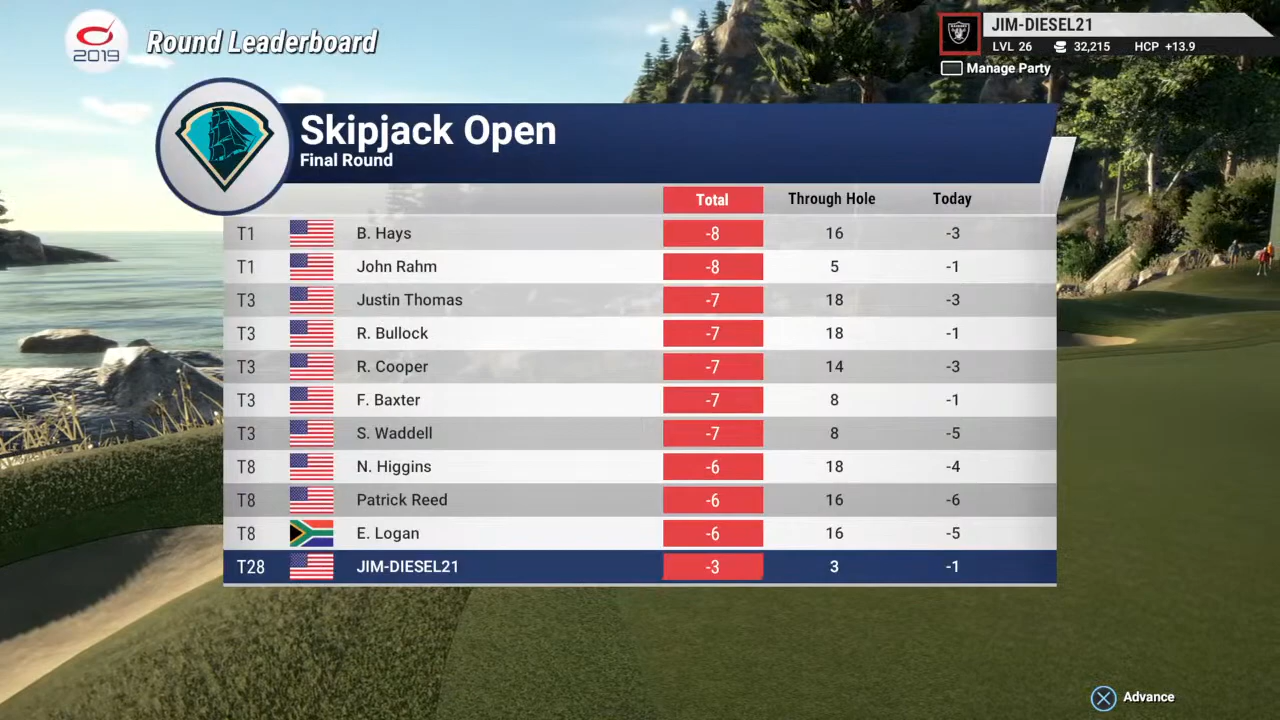 2019
Round Leaderboard
JIM-DIESEL21
LVL 26 32,215 HCP +13.9
Manage Party
Skipjack Open
Final Round
Total Through Hole Today
T1 B. Hays -8 16 -3
T1 John Rahm -8 5 -1
T3 Justin Thomas -7 18 -3
T3 R. Bullock -7 18 -1
T3 R. Cooper -7 14 -3
T3 F. Baxter -7 8 -1
T3 S. Waddell -7 8 -5
T8 N. Higgins -6 18 -4
T8 Patrick Reed -6 16 -6
T8 E. Logan -6 16 -5
T28 JIM-DIESEL21 -3 3 -1
Advance